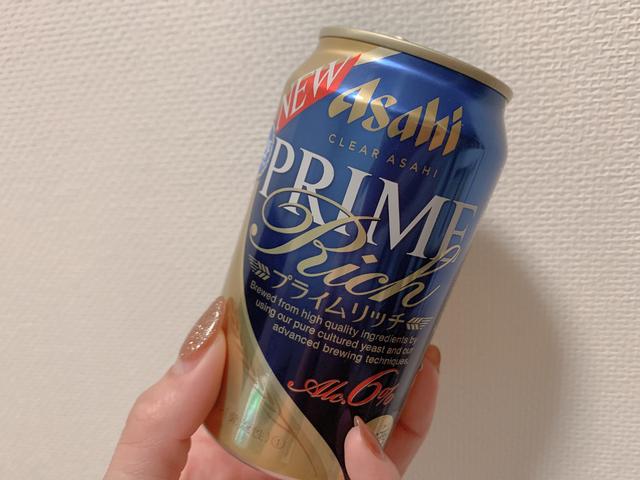 NEW
Asahi
CLEAR ASAHI
PRIME
Rich
プライムリッチ
Brewed from high quality ingredients by
using our pure cultured yeast and our
advanced brewing techniques.
Alc.6%